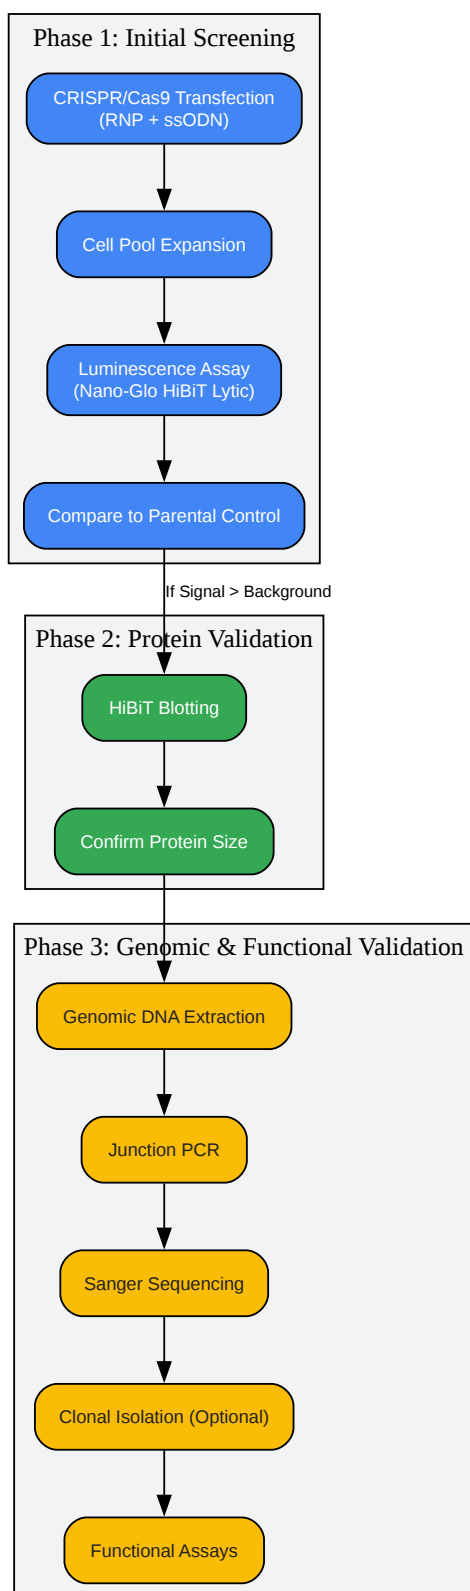 Phase 1: Initial Screening
CRISPR/Cas9 Transfection
(RNP + ssODN)
Cell Pool Expansion
Luminescence Assay
(Nano-Glo HiBiT Lytic)
Compare to Parental Control
If Signal > Background
Phase 2: Protein Validation
HiBiT Blotting
Confirm Protein Size
Phase 3: Genomic & Functional Validation
Genomic DNA Extraction
Junction PCR
Sanger Sequencing
Clonal Isolation (Optional)
Functional Assays